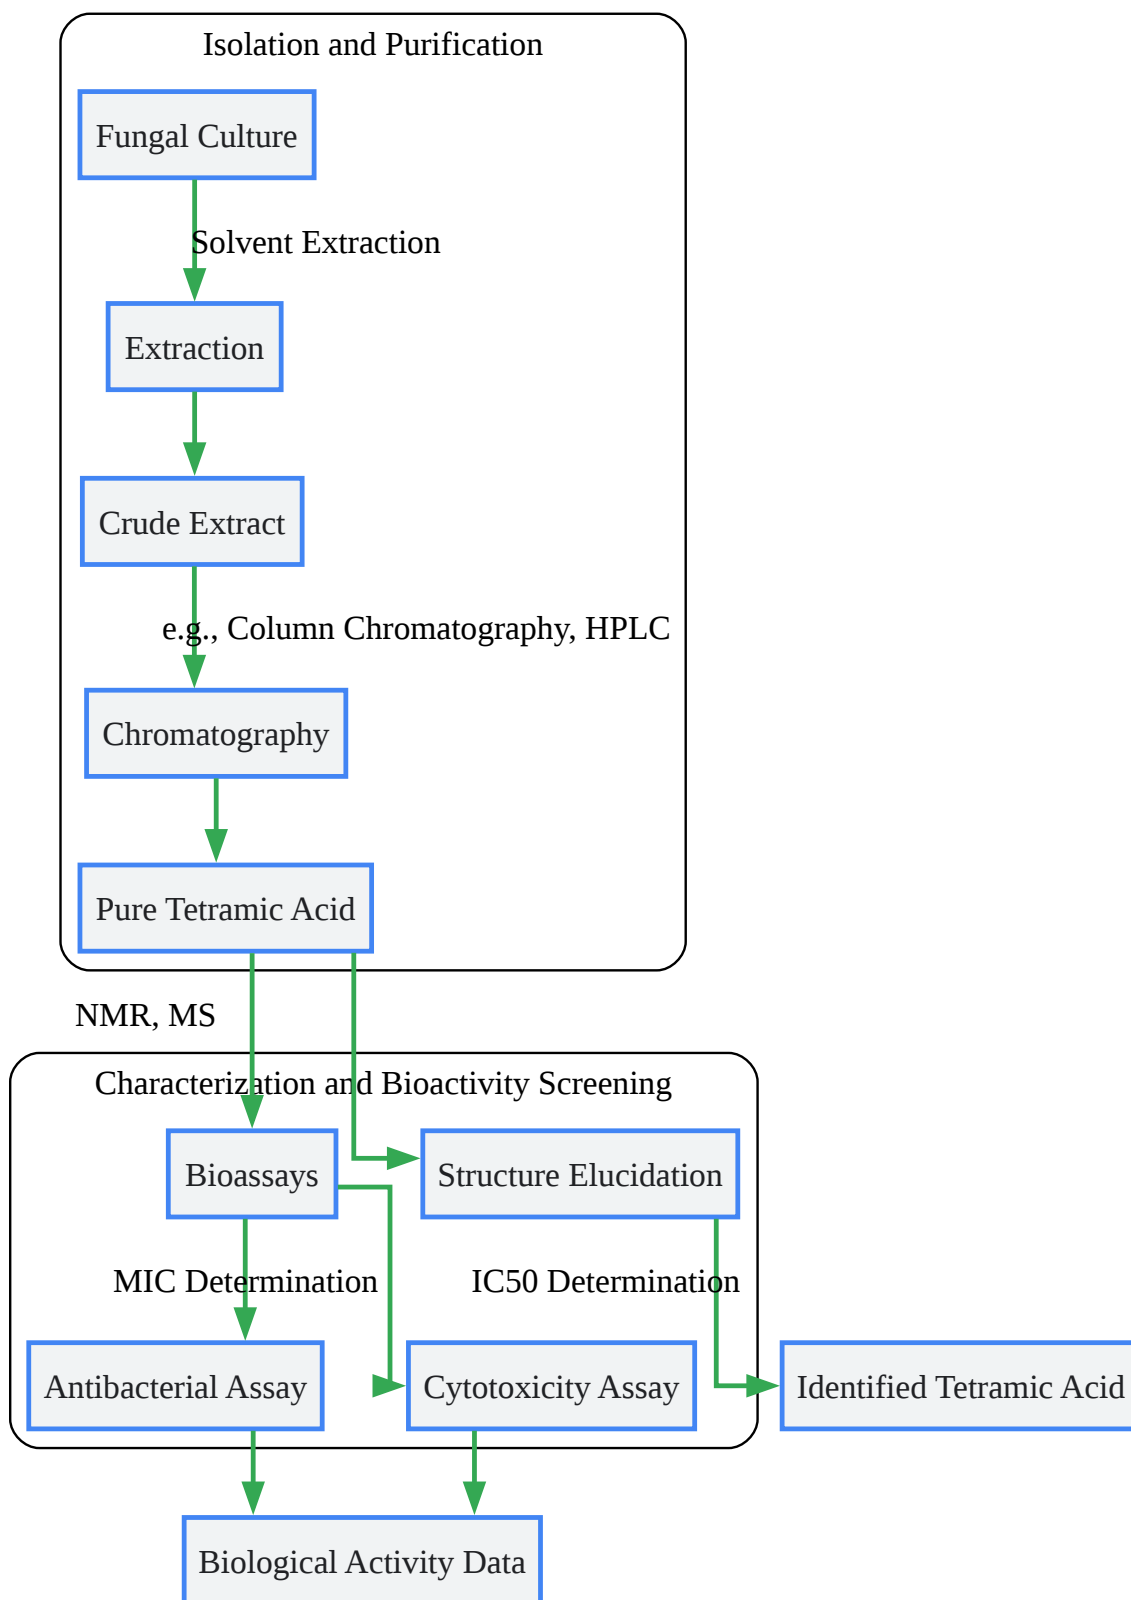 Isolation and Purification
Fungal Culture
Solvent Extraction
Extraction
Crude Extract
e.g., Column Chromatography, HPLC
Chromatography
Pure Tetramic Acid
NMR, MS
Characterization and Bioactivity Screening
Bioassays
Structure Elucidation
MIC Determination
IC50 Determination
Antibacterial Assay
Cytotoxicity Assay
Identified Tetramic Acid
Biological Activity Data